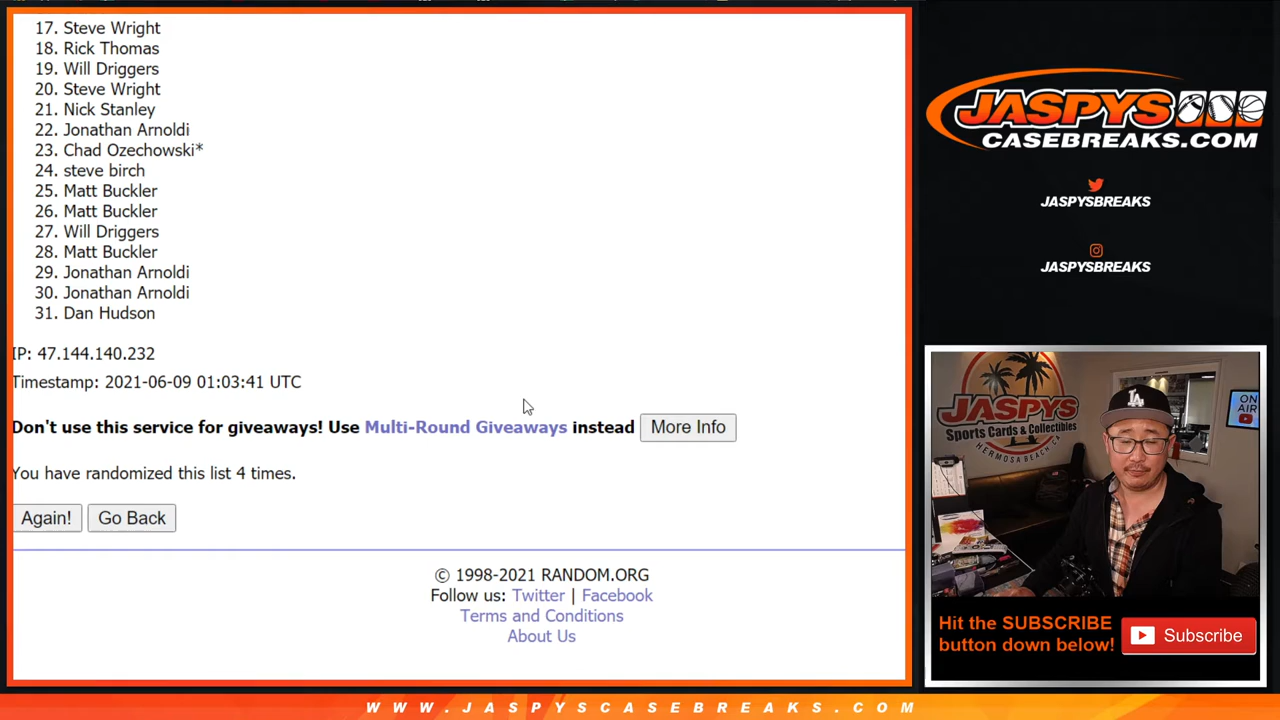 17. Steve Wright
18. Rick Thomas
19. Will Driggers
20. Steve Wright
21. Nick Stanley
22. Jonathan Arnoldi
23. Chad Ozechowski*
24. steve birch
25. Matt Buckler
26. Matt Buckler
27. Will Driggers
28. Matt Buckler
29. Jonathan Arnoldi
30. Jonathan Arnoldi
31. Dan Hudson
IP: 47.144.140.232
Timestamp: 2021-06-09 01:03:41 UTC
Don't use this service for giveaways! Use Multi-Round Giveaways instead More Info
You have randomized this list 4 times.
Again! Go Back
© 1998-2021 RANDOM.ORG
Follow us: Twitter | Facebook
Terms and Conditions
About Us
JASPYS
CASEBREAKS.COM
JASPYSBREAKS
JASPYSBREAKS
JASPYS
Sports Cards & Collectibles
HERMOSA BEACH CA
ON
AIR
LA
Hit the SUBSCRIBE
button down below!
Subscribe
WWW.JASPYSCASEBREAKS.COM